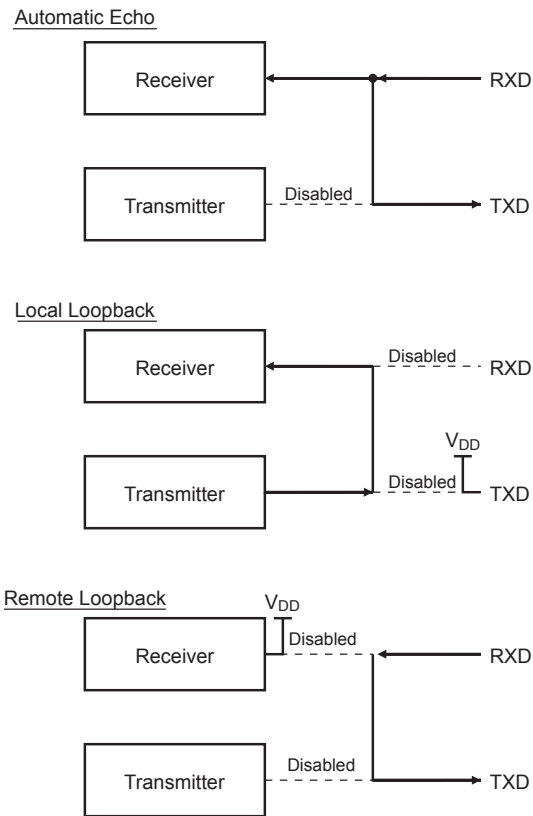 Automatic Echo
Receiver
RXD
Transmitter
Disabled
TXD
Local Loopback
Receiver
Disabled
RXD
VDD
Transmitter
Disabled
TXD
Remote Loopback
VDD
Receiver
Disabled
RXD
Transmitter
Disabled
TXD